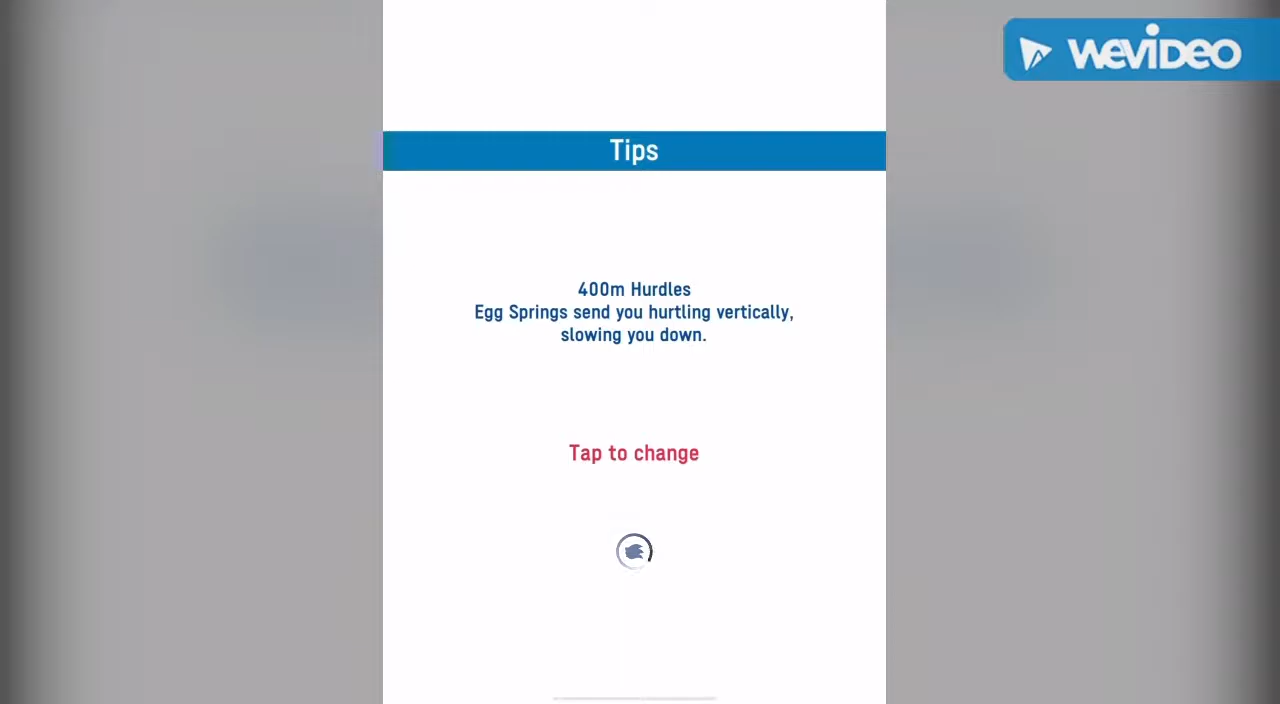 WEVIDEO
Tips
400m Hurdles
Egg Springs send you hurtling vertically,
slowing you down.
Tap to change